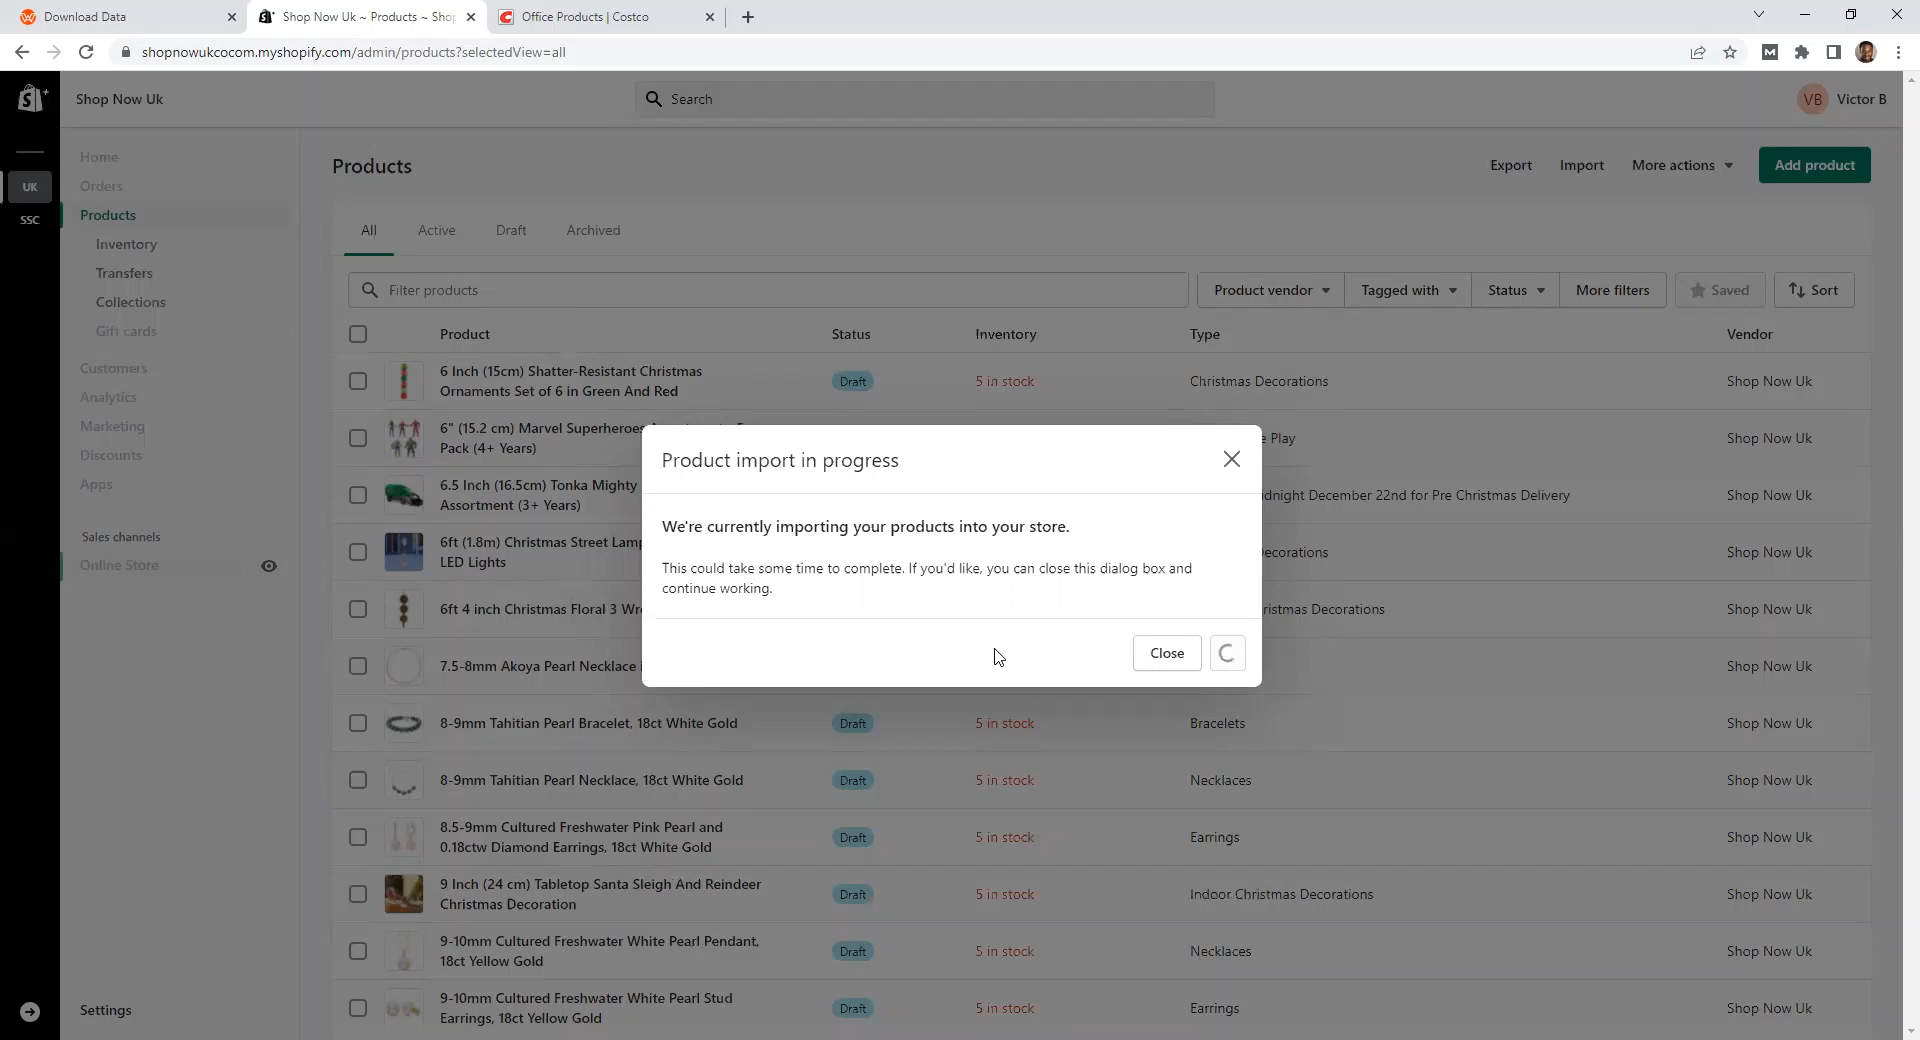 Download Data
Shop Now Uk ~ Products ~ Shop
Office Products | Costco
shopnowukcocom.myshopify.com/admin/products?selectedView=all
Shop Now Uk
Search
VB
Victor B
UK
SSC
Home
Orders
Products
Inventory
Transfers
Collections
Gift cards
Customers
Analytics
Marketing
Discounts
Apps
Sales channels
Online Store
Settings
Products
Export
Import
More actions
Add product
All
Active
Draft
Archived
Filter products
Product vendor
Tagged with
Status
More filters
Saved
Sort
Product
Status
Inventory
Type
Vendor
6 Inch (15cm) Shatter-Resistant Christmas
Ornaments Set of 6 in Green And Red
Draft
5 in stock
Christmas Decorations
Shop Now Uk
6" (15.2 cm) Marvel Superheroes
Pack (4+ Years)
Play
Shop Now Uk
6.5 Inch (16.5cm) Tonka Mighty
Assortment (3+ Years)
idnight December 22nd for Pre Christmas Delivery
Shop Now Uk
6ft (1.8m) Christmas Street Lamp
LED Lights
Decorations
Shop Now Uk
6ft 4 inch Christmas Floral 3 Wr
ristmas Decorations
Shop Now Uk
7.5-8mm Akoya Pearl Necklace
Shop Now Uk
8-9mm Tahitian Pearl Bracelet, 18ct White Gold
Draft
5 in stock
Bracelets
Shop Now Uk
8-9mm Tahitian Pearl Necklace, 18ct White Gold
Draft
5 in stock
Necklaces
Shop Now Uk
8.5-9mm Cultured Freshwater Pink Pearl and
0.18ctw Diamond Earrings, 18ct White Gold
Draft
5 in stock
Earrings
Shop Now Uk
9 Inch (24 cm) Tabletop Santa Sleigh And Reindeer
Christmas Decoration
Draft
5 in stock
Indoor Christmas Decorations
Shop Now Uk
9-10mm Cultured Freshwater White Pearl Pendant,
18ct Yellow Gold
Draft
5 in stock
Necklaces
Shop Now Uk
9-10mm Cultured Freshwater White Pearl Stud
Earrings, 18ct Yellow Gold
Draft
5 in stock
Earrings
Shop Now Uk
Product import in progress
We're currently importing your products into your store.
This could take some time to complete. If you'd like, you can close this dialog box and
continue working.
Close